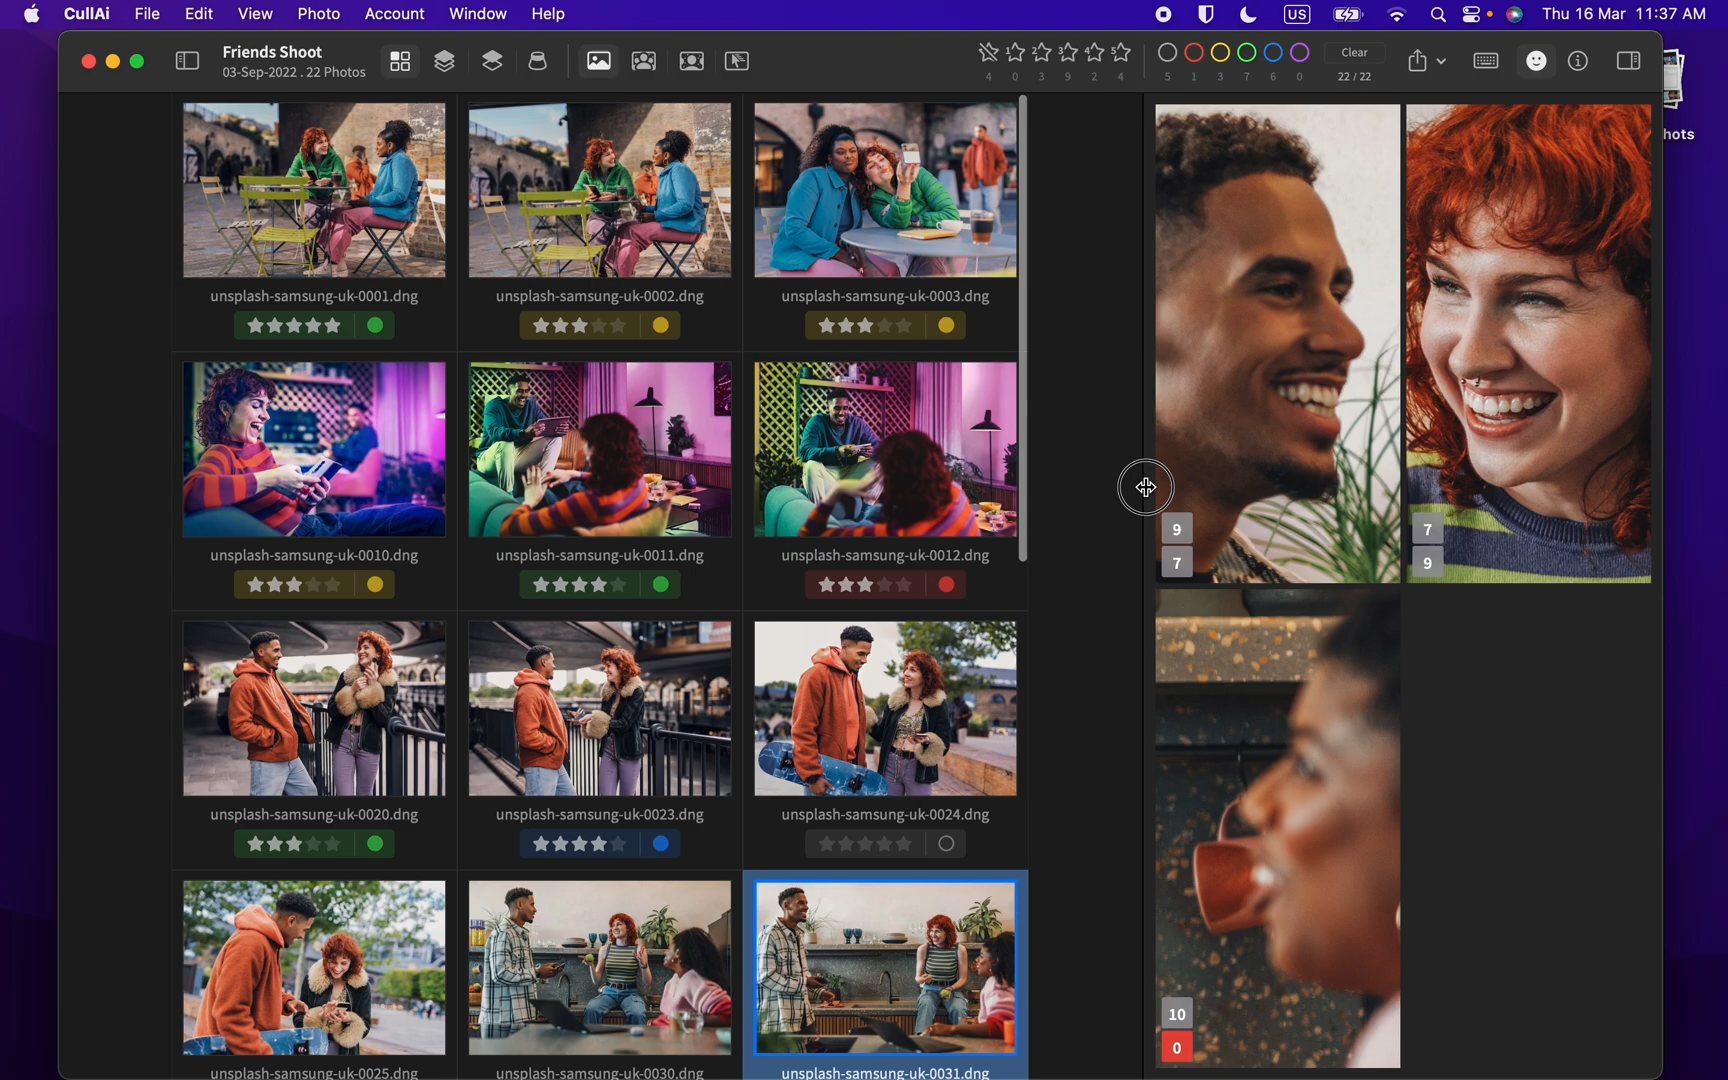 CullAi File Edit View Photo Account Window Help
US Thu 16 Mar 11:37 AM
Friends Shoot
03-Sep-2022 . 22 Photos
1 2 3 4 5
4 0 3 9 2 4
5 1 3 7 6 0
Clear
22 / 22
hots
unsplash-samsung-uk-0001.dng unsplash-samsung-uk-0002.dng unsplash-samsung-uk-0003.dng
unsplash-samsung-uk-0010.dng unsplash-samsung-uk-0011.dng unsplash-samsung-uk-0012.dng
unsplash-samsung-uk-0020.dng unsplash-samsung-uk-0023.dng unsplash-samsung-uk-0024.dng
unsplash-samsung-uk-0025.dng unsplash-samsung-uk-0030.dng unsplash-samsung-uk-0031.dng
9
7
7
9
10
0